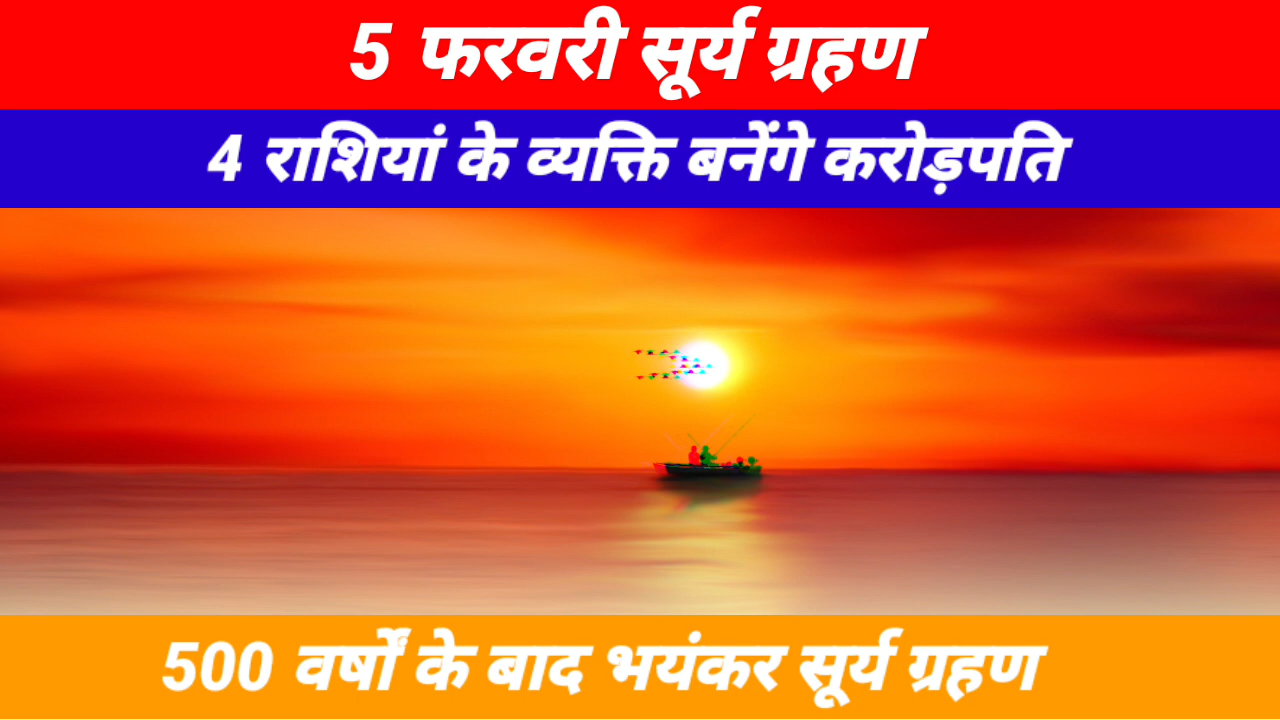 5 फरवरी सूर्य ग्रहण
4 राशियां के व्यक्ति बनेंगे करोड़पति
500 वर्षों के बाद भयंकर सूर्य ग्रहण